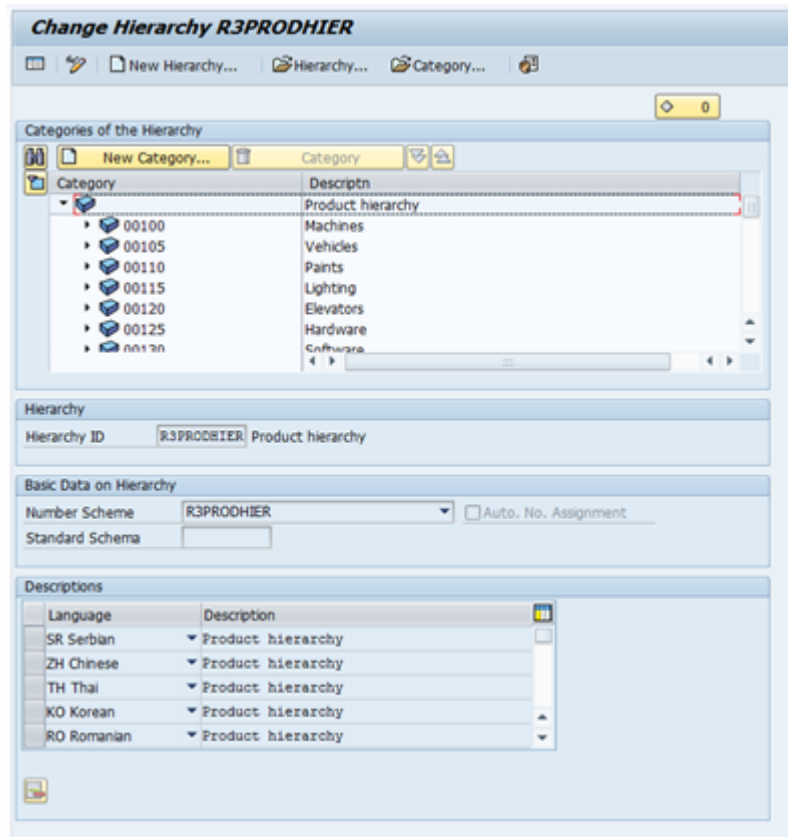 Change Hierarchy R3PRODHIER
New Hierarchy... Hierarchy... Category...
0
Categories of the Hierarchy
New Category... Category
Category Descriptn
Product hierarchy
00100 Machines
00105 Vehicles
00110 Paints
00115 Lighting
00120 Elevators
00125 Hardware
00130 Software
Hierarchy
Hierarchy ID R3PRODHIER Product hierarchy
Basic Data on Hierarchy
Number Scheme R3PRODHIER Auto. No. Assignment
Standard Schema
Descriptions
Language Description
SR Serbian Product hierarchy
ZH Chinese Product hierarchy
TH Thai Product hierarchy
KO Korean Product hierarchy
RO Romanian Product hierarchy